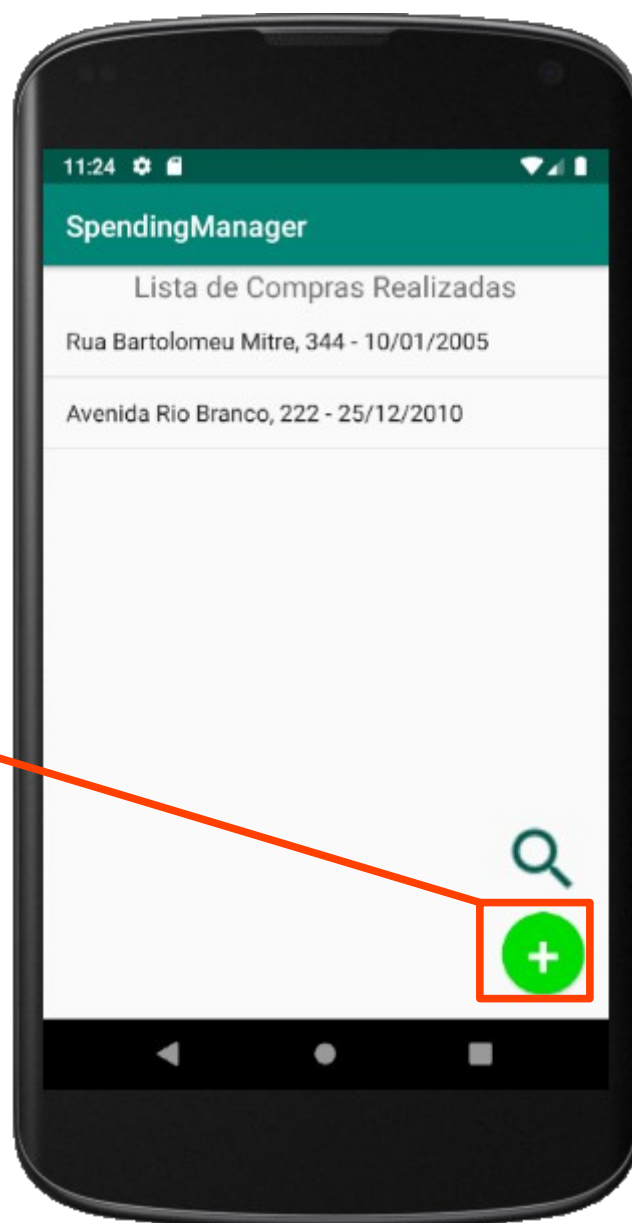 11:24
SpendingManager
Lista de Compras Realizadas
Rua Bartolomeu Mitre, 344 - 10/01/2005
Avenida Rio Branco, 222 - 25/12/2010
+